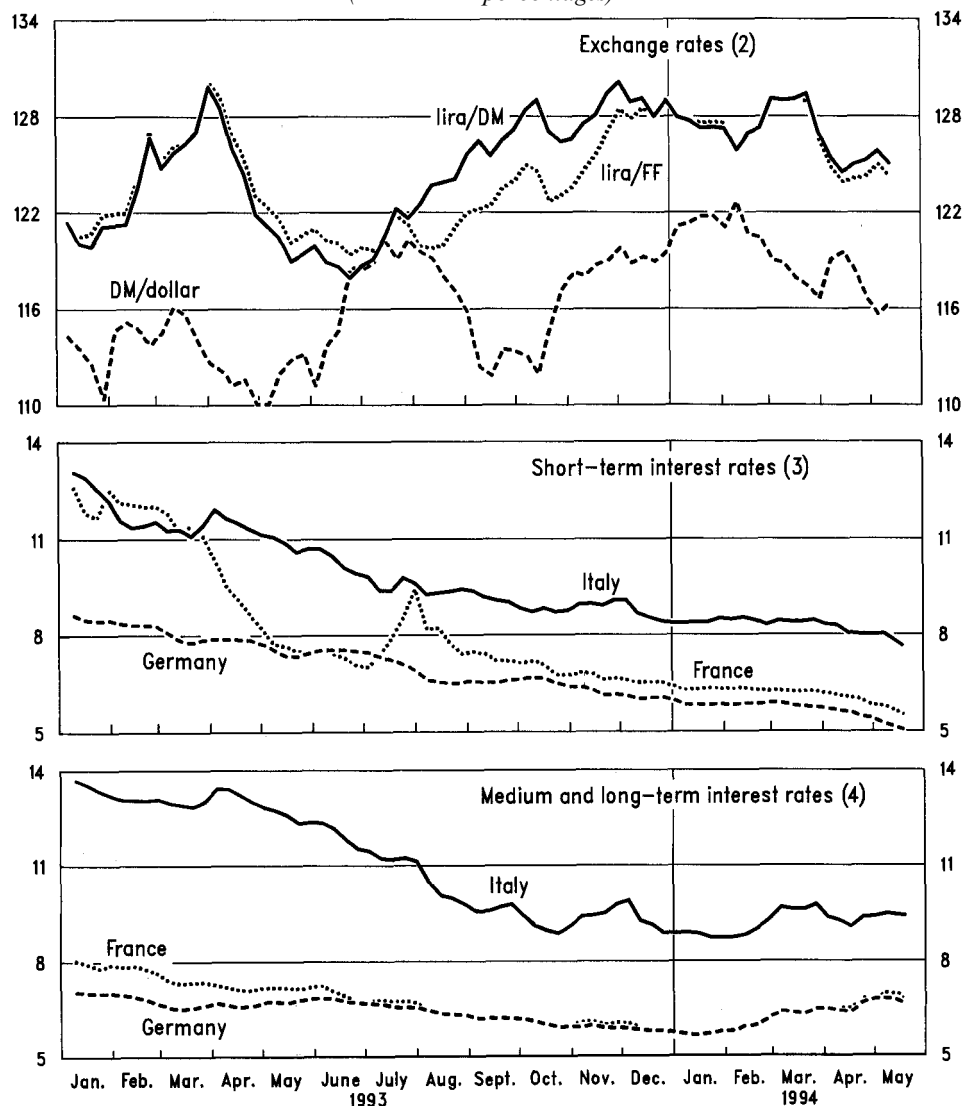 134 134
Exchange rates (2)
128 lira/DM 128
lira/FF
122 122
DM/dollar
116 116
110 110
14 14
Short-term interest rates (3)
11 11
Italy
8 8
Germany France
5 5
14 14
Medium and long-term interest rates (4)
11 11
Italy
France
8 8
Germany
5 5
Jan. Feb. Mar. Apr. May June July Aug. Sept. Oct. Nov. Dec. Jan. Feb. Mar. Apr. May
1993 1994